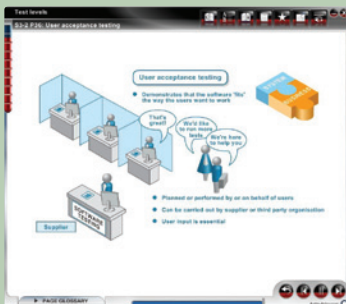 Test levels
S3-2 P26: User acceptance testing
User acceptance testing
Demonstrates that the software "fits"
the way the users want to work
That's
great!
We'd like
to run more
tests
We're here
to help you
SOFTWARE
TESTING
Supplier
Planned or performed by or on behalf of users
Can be carried out by supplier or third party organisation
User input is essential
PAGE GLOSSARY